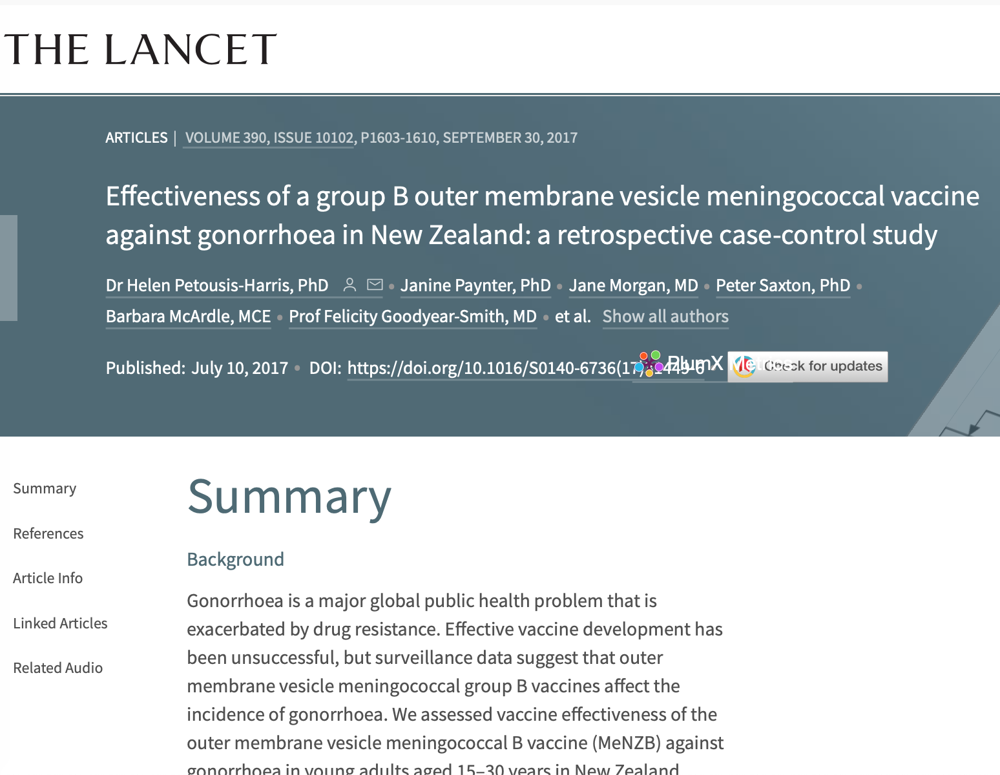 THE LANCET
ARTICLES | VOLUME 390, ISSUE 10102, P1603-1610, SEPTEMBER 30, 2017
Effectiveness of a group B outer membrane vesicle meningococcal vaccine
against gonorrhoea in New Zealand: a retrospective case-control study
Dr Helen Petousis-Harris, PhD • Janine Paynter, PhD • Jane Morgan, MD • Peter Saxton, PhD •
Barbara McArdle, MCE • Prof Felicity Goodyear-Smith, MD • et al. Show all authors
Published: July 10, 2017 • DOI: https://doi.org/10.1016/S0140-6736(17) PlumX Metrics Check for updates
Summary
References
Article Info
Linked Articles
Related Audio
Summary
Background
Gonorrhoea is a major global public health problem that is
exacerbated by drug resistance. Effective vaccine development has
been unsuccessful, but surveillance data suggest that outer
membrane vesicle meningococcal group B vaccines affect the
incidence of gonorrhoea. We assessed vaccine effectiveness of the
outer membrane vesicle meningococcal B vaccine (MeNZB) against
gonorrhoea in young adults aged 15–30 years in New Zealand